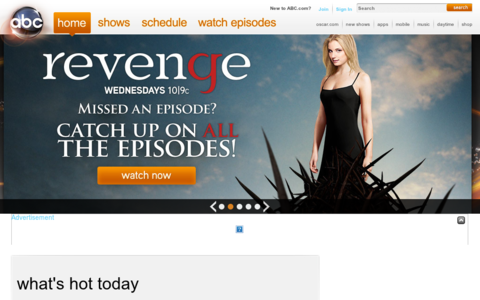 New to ABC.com? Join | Sign in Search search
abc home shows schedule watch episodes
oscar.com | new shows | apps | mobile | music | daytime | shop
revenge
WEDNESDAYS 10|9c
MISSED AN EPISODE?
CATCH UP ON ALL
THE EPISODES!
watch now
Advertisement
what's hot today